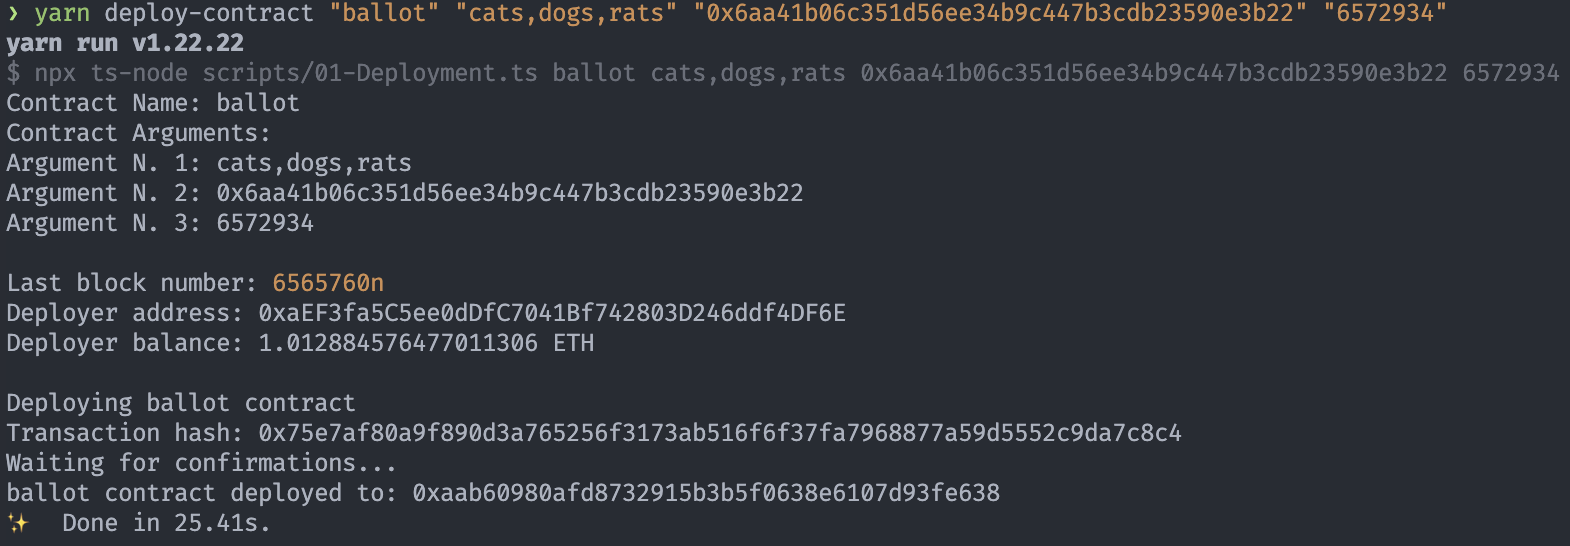 ❯ yarn deploy-contract "ballot" "cats,dogs,rats" "0x6aa41b06c351d56ee34b9c447b3cdb23590e3b22" "6572934"
yarn run v1.22.22
$ npx ts-node scripts/01-Deployment.ts ballot cats,dogs,rats 0x6aa41b06c351d56ee34b9c447b3cdb23590e3b22 6572934
Contract Name: ballot
Contract Arguments:
Argument N. 1: cats,dogs,rats
Argument N. 2: 0x6aa41b06c351d56ee34b9c447b3cdb23590e3b22
Argument N. 3: 6572934
Last block number: 6565760n
Deployer address: 0xaEF3fa5C5ee0dDfC7041Bf742803D246ddf4DF6E
Deployer balance: 1.012884576477011306 ETH
Deploying ballot contract
Transaction hash: 0x75e7af80a9f890d3a765256f3173ab516f6f37fa7968877a59d5552c9da7c8c4
Waiting for confirmations...
ballot contract deployed to: 0xaab60980afd8732915b3b5f0638e6107d93fe638
✨ Done in 25.41s.